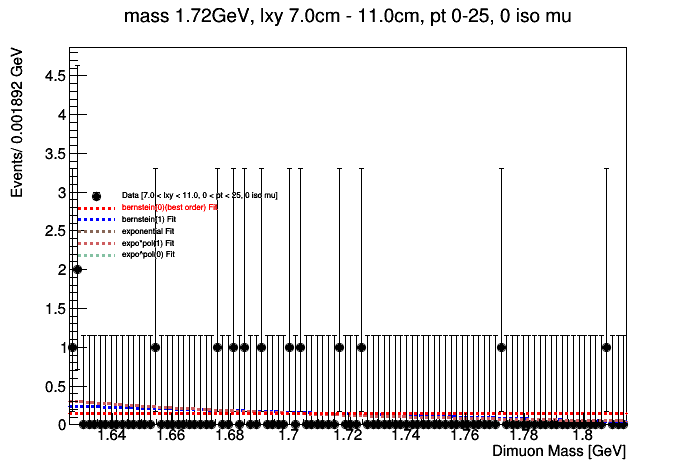 mass 1.72GeV, lxy 7.0cm - 11.0cm, pt 0-25, 0 iso mu
Events/ 0.001892 GeV
4.5
4
3.5
3
2.5
2
1.5
1
0.5
0
Data [7.0 < lxy < 11.0, 0 < pt < 25, 0 iso mu]
bernstein(0)(best order) Fit
bernstein(1) Fit
exponential Fit
expo*pol(1) Fit
expo^pol(0) Fit
1.64 1.66 1.68 1.7 1.72 1.74 1.76 1.78 1.8
Dimuon Mass [GeV]